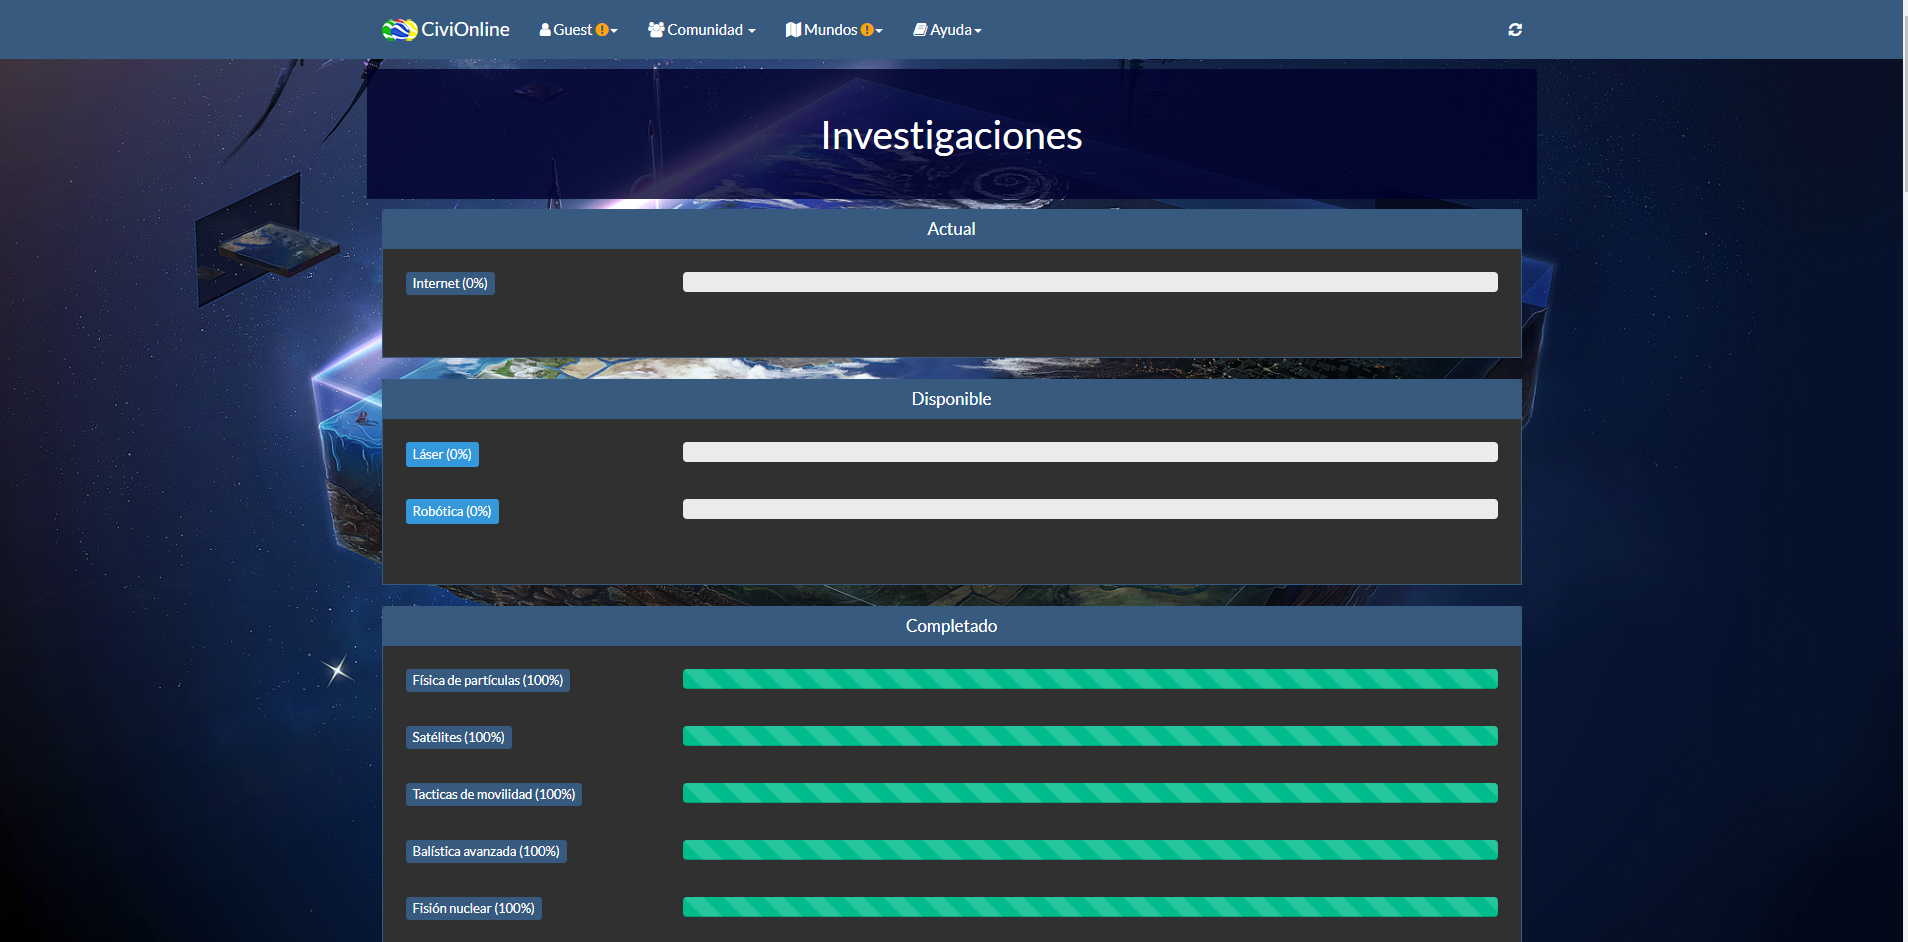 CiviOnline Guest Comunidad Mundos Ayuda
Investigaciones
Actual
Internet (0%)
Disponible
Láser (0%)
Robótica (0%)
Completado
Física de partículas (100%)
Satélites (100%)
Tacticas de movilidad (100%)
Balística avanzada (100%)
Fisión nuclear (100%)